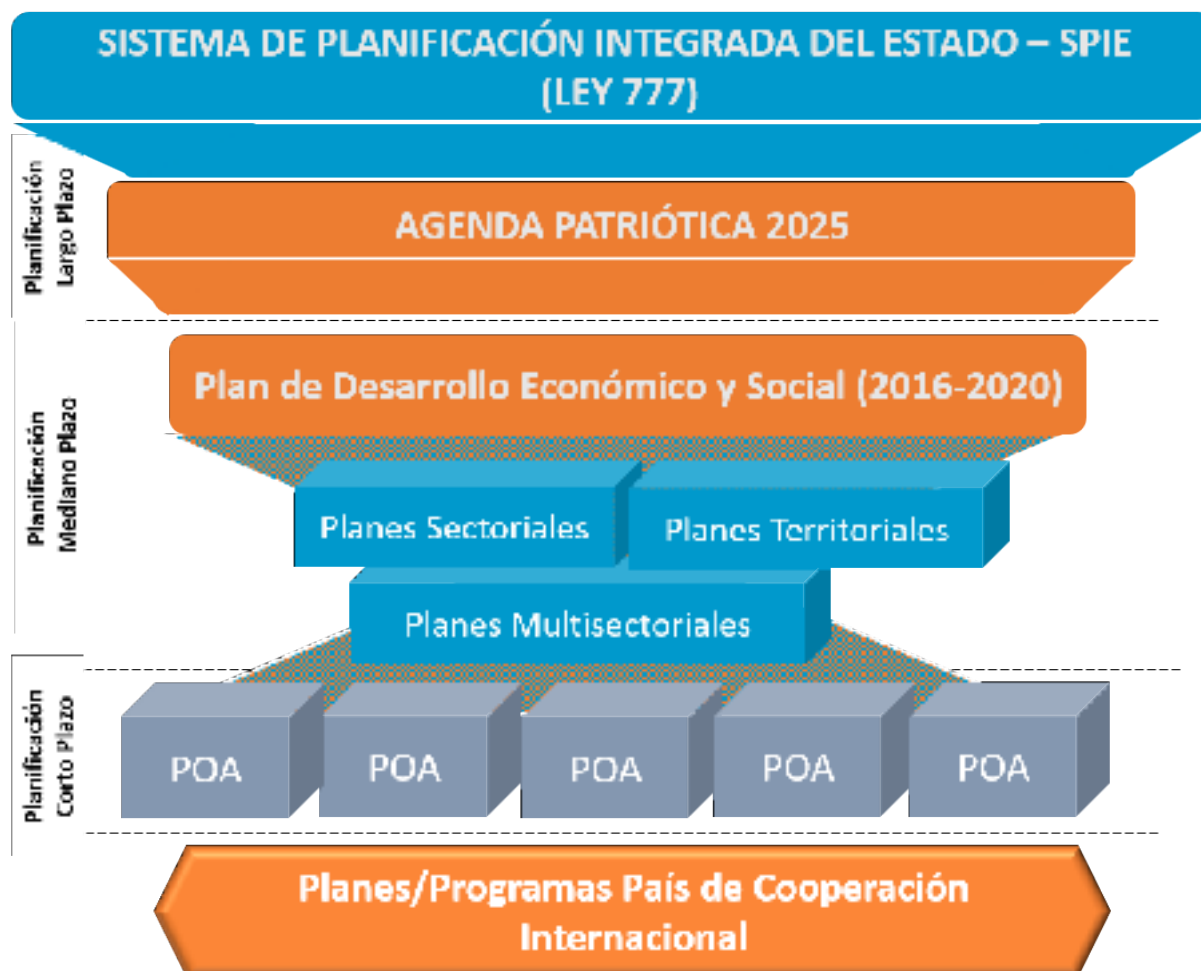 SISTEMA DE PLANIFICACIÓN INTEGRADA DEL ESTADO – SPIE
(LEY 777)
Planificación
Largo Plazo
AGENDA PATRIÓTICA 2025
Planificación
Mediano Plazo
Plan de Desarrollo Económico y Social (2016-2020)
Planes Sectoriales
Planes Territoriales
Planes Multisectoriales
Planificación
Corto Plazo
POA
POA
POA
POA
POA
Planes/Programas País de Cooperación
Internacional